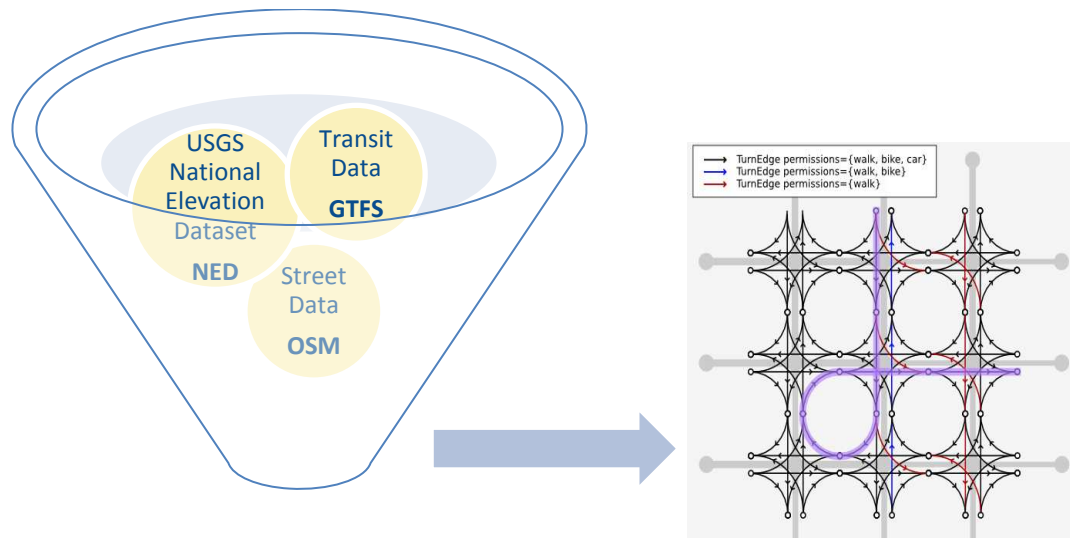 USGS
National
Elevation
Dataset
NED
Transit
Data
GTFS
Street
Data
OSM
TurnEdge permissions={walk, bike, car}
TurnEdge permissions={walk, bike}
TurnEdge permissions={walk}